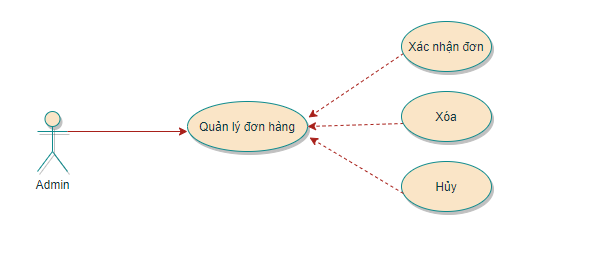 Xác nhận đơn
Quản lý đơn hàng
Xóa
Admin
Hủy